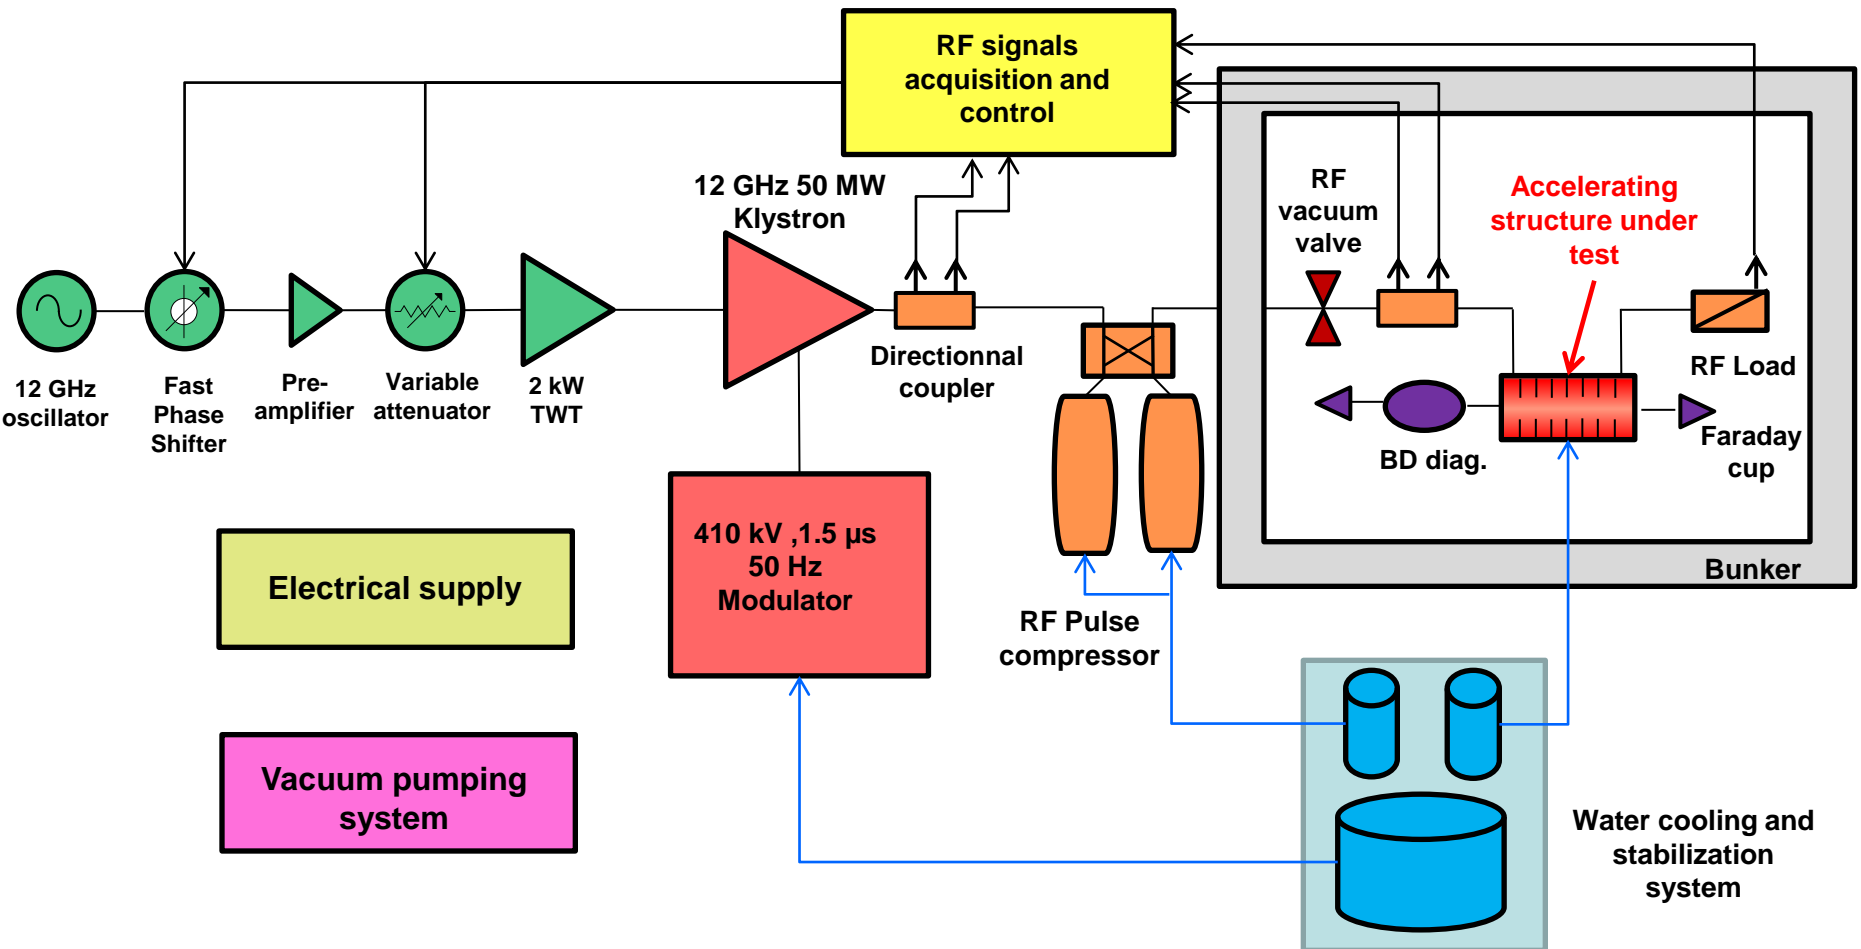 RF signals
acquisition and
control
12 GHz 50 MW
Klystron
RF
vacuum
valve
Accelerating
structure under
test
12 GHz
oscillator
Fast
Phase
Shifter
Pre-
amplifier
Variable
attenuator
2 kW
TWT
Directionnal
coupler
RF Load
BD diag.
Faraday
cup
410 kV ,1.5 µs
50 Hz
Modulator
Bunker
Electrical supply
RF Pulse
compressor
Vacuum pumping
system
Water cooling and
stabilization
system